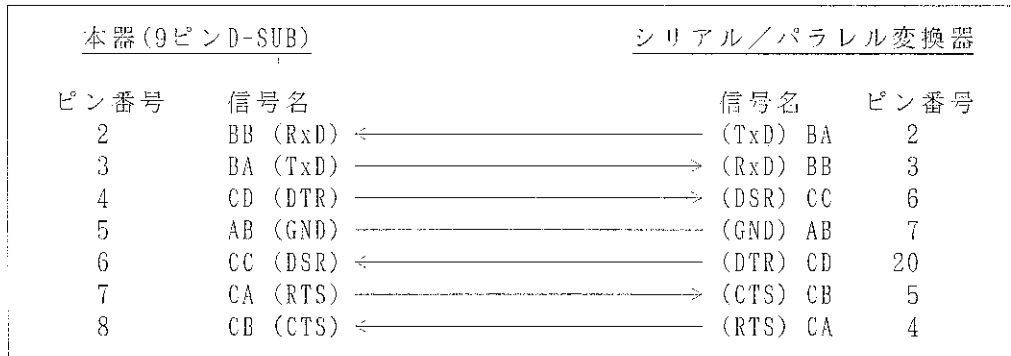 本器(9ピンD-SUB) シリアル／パラレル変換器
ピン番号 信号名 信号名 ピン番号
2 BB (RxD) (TxD) BA 2
3 BA (TxD) (RxD) BB 3
4 CD (DTR) (DSR) CC 6
5 AB (GND) (GND) AB 7
6 CC (DSR) (DTR) CD 20
7 CA (RTS) (CTS) CB 5
8 CB (CTS) (RTS) CA 4